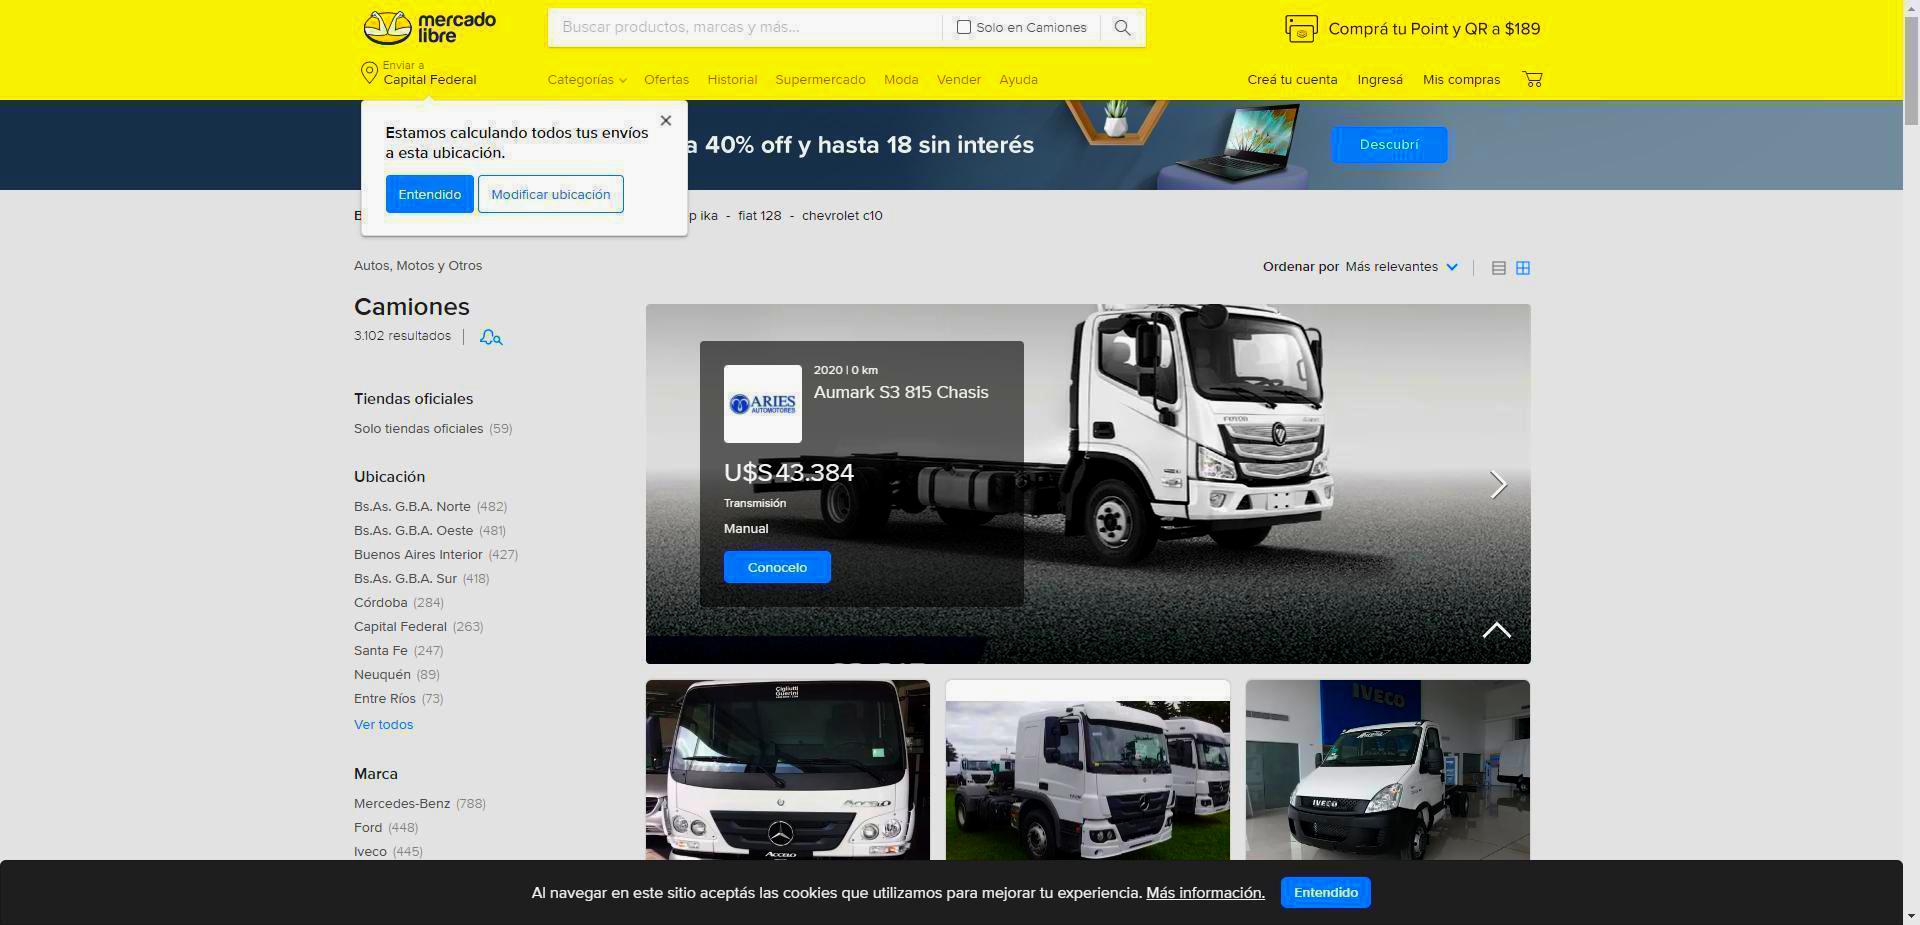 mercado
libre
Buscar productos, marcas y más...
Solo en Camiones
Comprá tu Point y QR a $189
Enviar a
Capital Federal
Categorías Ofertas Historial Supermercado Moda Vender Ayuda
Creá tu cuenta Ingresá Mis compras
Estamos calculando todos tus envíos
a esta ubicación.
Entendido
Modificar ubicación
a 40% off y hasta 18 sin interés
Descubrí
p ika - fiat 128 - chevrolet c10
Autos, Motos y Otros
Ordenar por Más relevantes
Camiones
3.102 resultados
Tiendas oficiales
Solo tiendas oficiales (59)
Ubicación
Bs.As. G.B.A. Norte (482)
Bs.As. G.B.A. Oeste (481)
Buenos Aires Interior (427)
Bs.As. G.B.A. Sur (418)
Córdoba (284)
Capital Federal (263)
Santa Fe (247)
Neuquén (89)
Entre Ríos (73)
Ver todos
Marca
Mercedes-Benz (788)
Ford (448)
Iveco (445)
ARIES
AUTOMOTORES
2020 | 0 km
Aumark S3 815 Chasis
U$S 43.384
Transmisión
Manual
Conocelo
FOTON
Cigliutti
Guerini
ACCELO
ACCELO
IVECO
IVECO
Al navegar en este sitio aceptás las cookies que utilizamos para mejorar tu experiencia. Más información.
Entendido